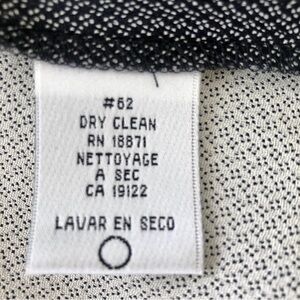 #62
DRY CLEAN
RN 18871
NETTOYAGE
A SEC
CA 19122
LAVAR EN SECO